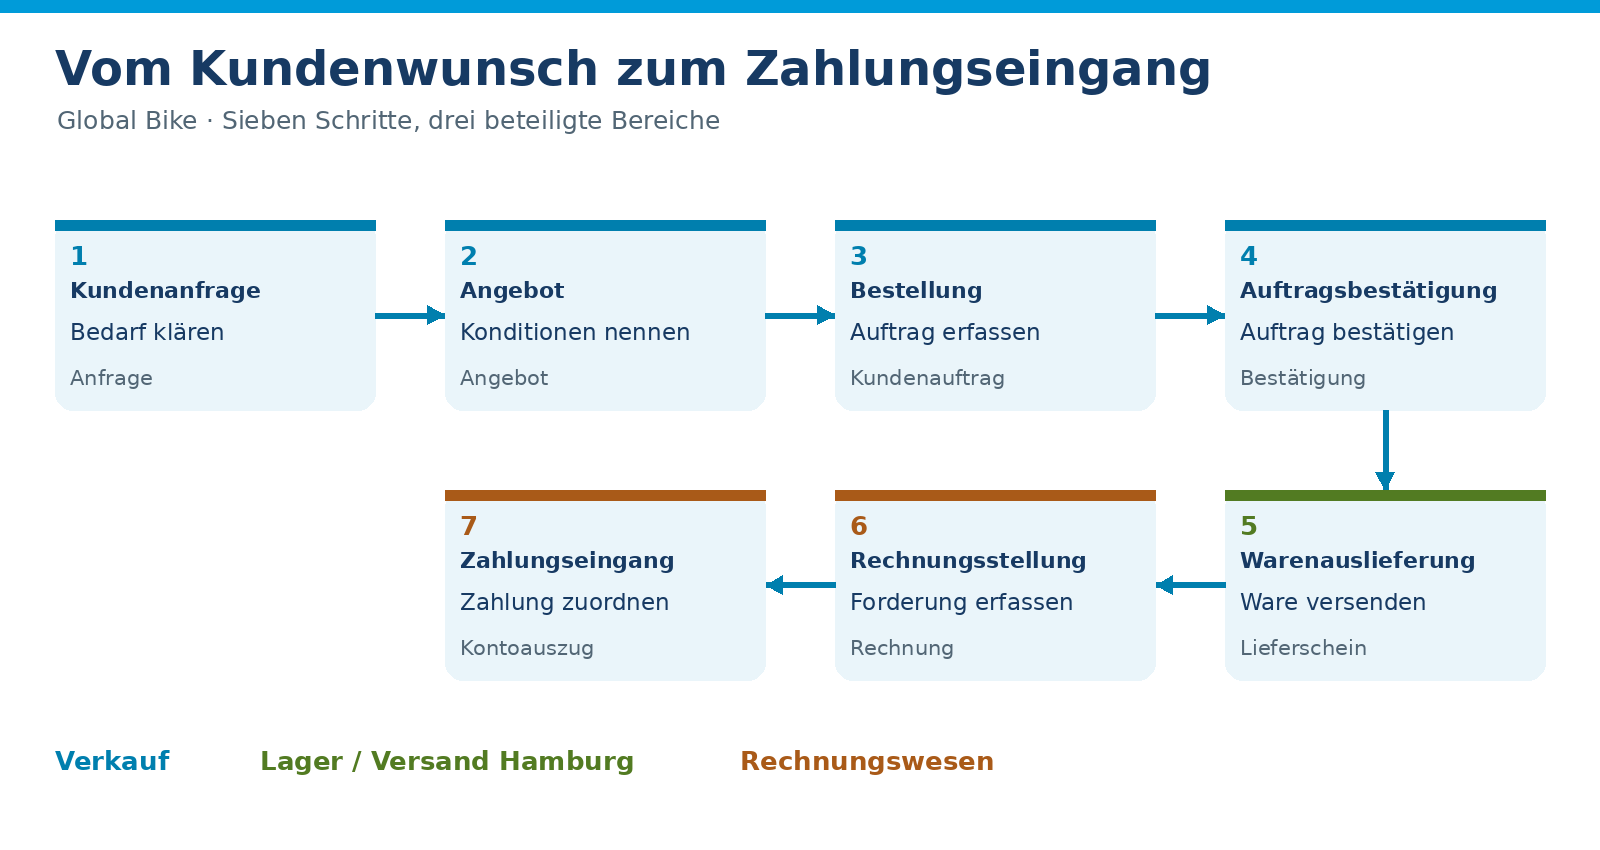 Vom Kundenwunsch zum Zahlungseingang
Global Bike · Sieben Schritte, drei beteiligte Bereiche
1
Kundenanfrage
Bedarf klären
Anfrage
2
Angebot
Konditionen nennen
Angebot
3
Bestellung
Auftrag erfassen
Kundenauftrag
4
Auftragsbestätigung
Auftrag bestätigen
Bestätigung
5
Warenauslieferung
Ware versenden
Lieferschein
6
Rechnungsstellung
Forderung erfassen
Rechnung
7
Zahlungseingang
Zahlung zuordnen
Kontoauszug
Verkauf
Lager / Versand Hamburg
Rechnungswesen